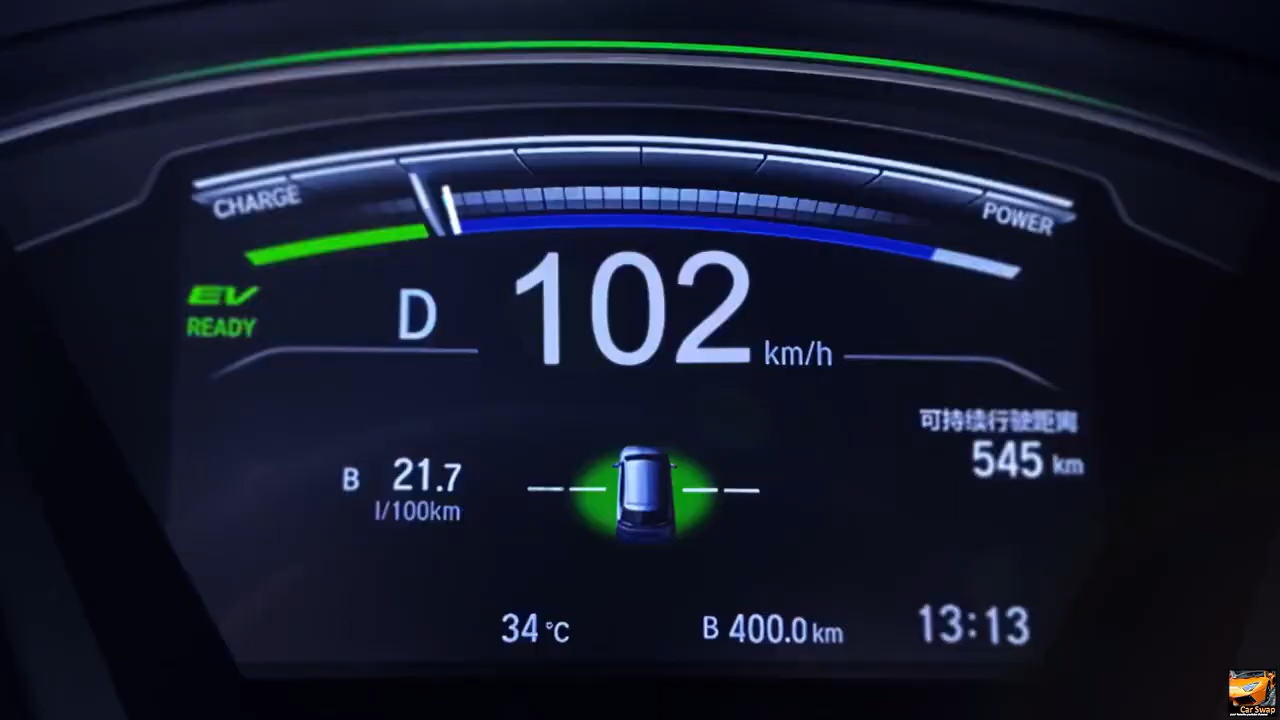 CHARGE
POWER
EV
READY
D
102 km/h
可持续行驶距离
545 km
B 21.7
l/100km
34 °C
B 400.0 km
13:13
Car Swap